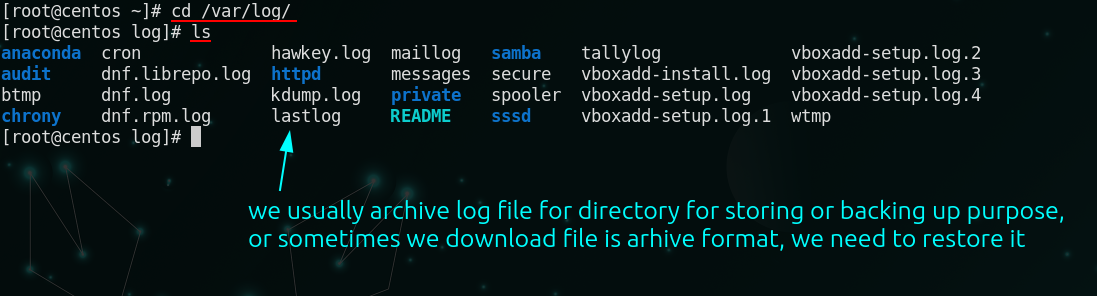 [root@centos ~]# cd /var/log/
[root@centos log]# ls
anaconda  cron             hawkey.log  maillog   samba    tallylog             vboxadd-setup.log.2
audit     dnf.librepo.log  httpd       messages  secure   vboxadd-install.log  vboxadd-setup.log.3
btmp      dnf.log          kdump.log   private   spooler  vboxadd-setup.log    vboxadd-setup.log.4
chrony    dnf.rpm.log      lastlog     README    sssd     vboxadd-setup.log.1  wtmp
[root@centos log]#
we usually archive log file for directory for storing or backing up purpose,
or sometimes we download file is arhive format, we need to restore it